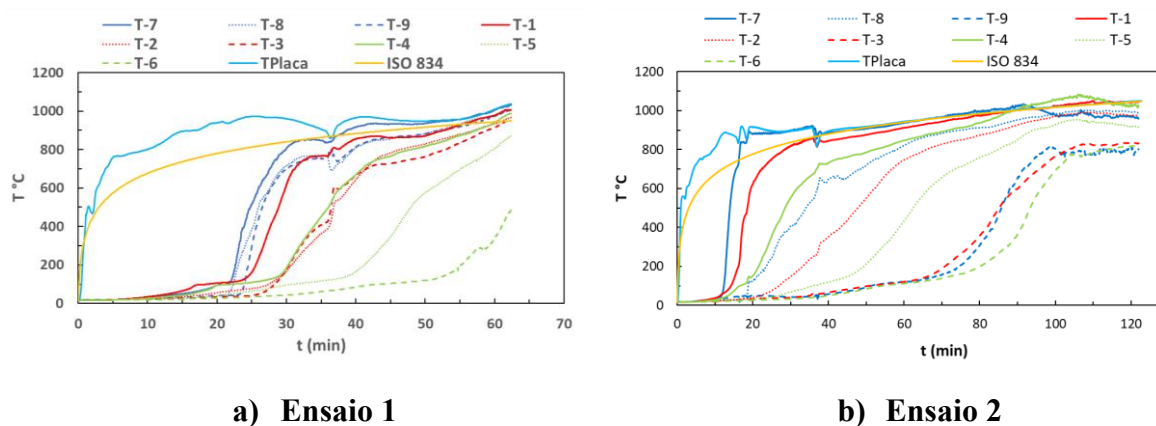 T-7 T-8 T-9 T-1
T-2 T-3 T-4 T-5
T-6 TPlaca ISO 834
1200
1000
800
600
400
200
0
T °C
0 10 20 30 40 50 60 70
t (min)
a) Ensaio 1
T-7 T-8 T-9 T-1
T-2 T-3 T-4 T-5
T-6 TPlaca ISO 834
1200
1000
800
600
400
200
0
T °C
0 20 40 60 80 100 120
t (min)
b) Ensaio 2